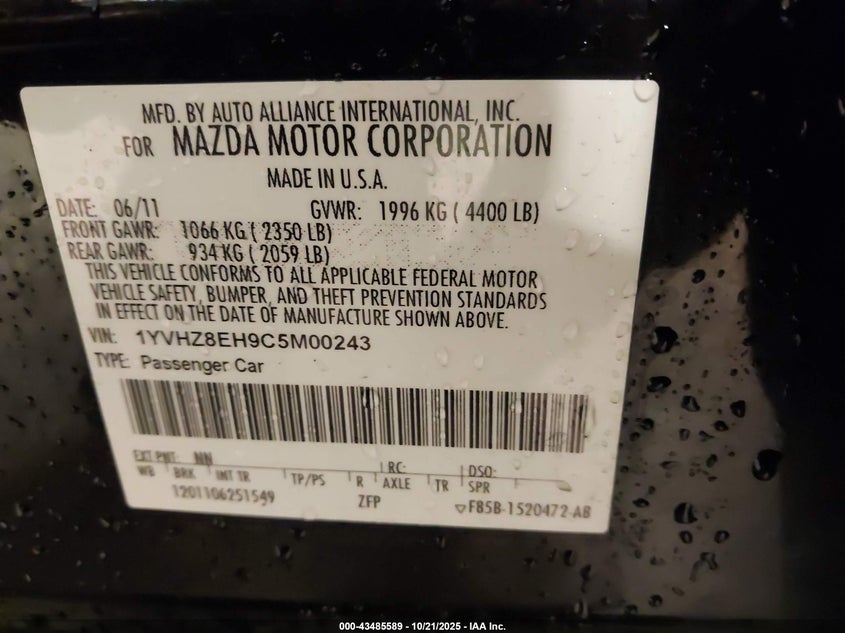 MFD. BY AUTO ALLIANCE INTERNATIONAL, INC.
FOR MAZDA MOTOR CORPORATION
MADE IN U.S.A.
DATE: 06/11 GVWR: 1996 KG ( 4400 LB)
FRONT GAWR: 1066 KG ( 2350 LB)
REAR GAWR: 934 KG ( 2059 LB)
THIS VEHICLE CONFORMS TO ALL APPLICABLE FEDERAL MOTOR
VEHICLE SAFETY, BUMPER, AND THEFT PREVENTION STANDARDS
IN EFFECT ON THE DATE OF MANUFACTURE SHOWN ABOVE.
VIN: 1YVHZ8EH9C5M00243
TYPE: Passenger Car
EXT PNT: NN RC: DSO:
WB BRK INT TR TP/PS R AXLE TR SPR
1201106251549 ZFP ▽F85B-1520472-AB
000-43485589 - 10/21/2025 - IAA Inc.